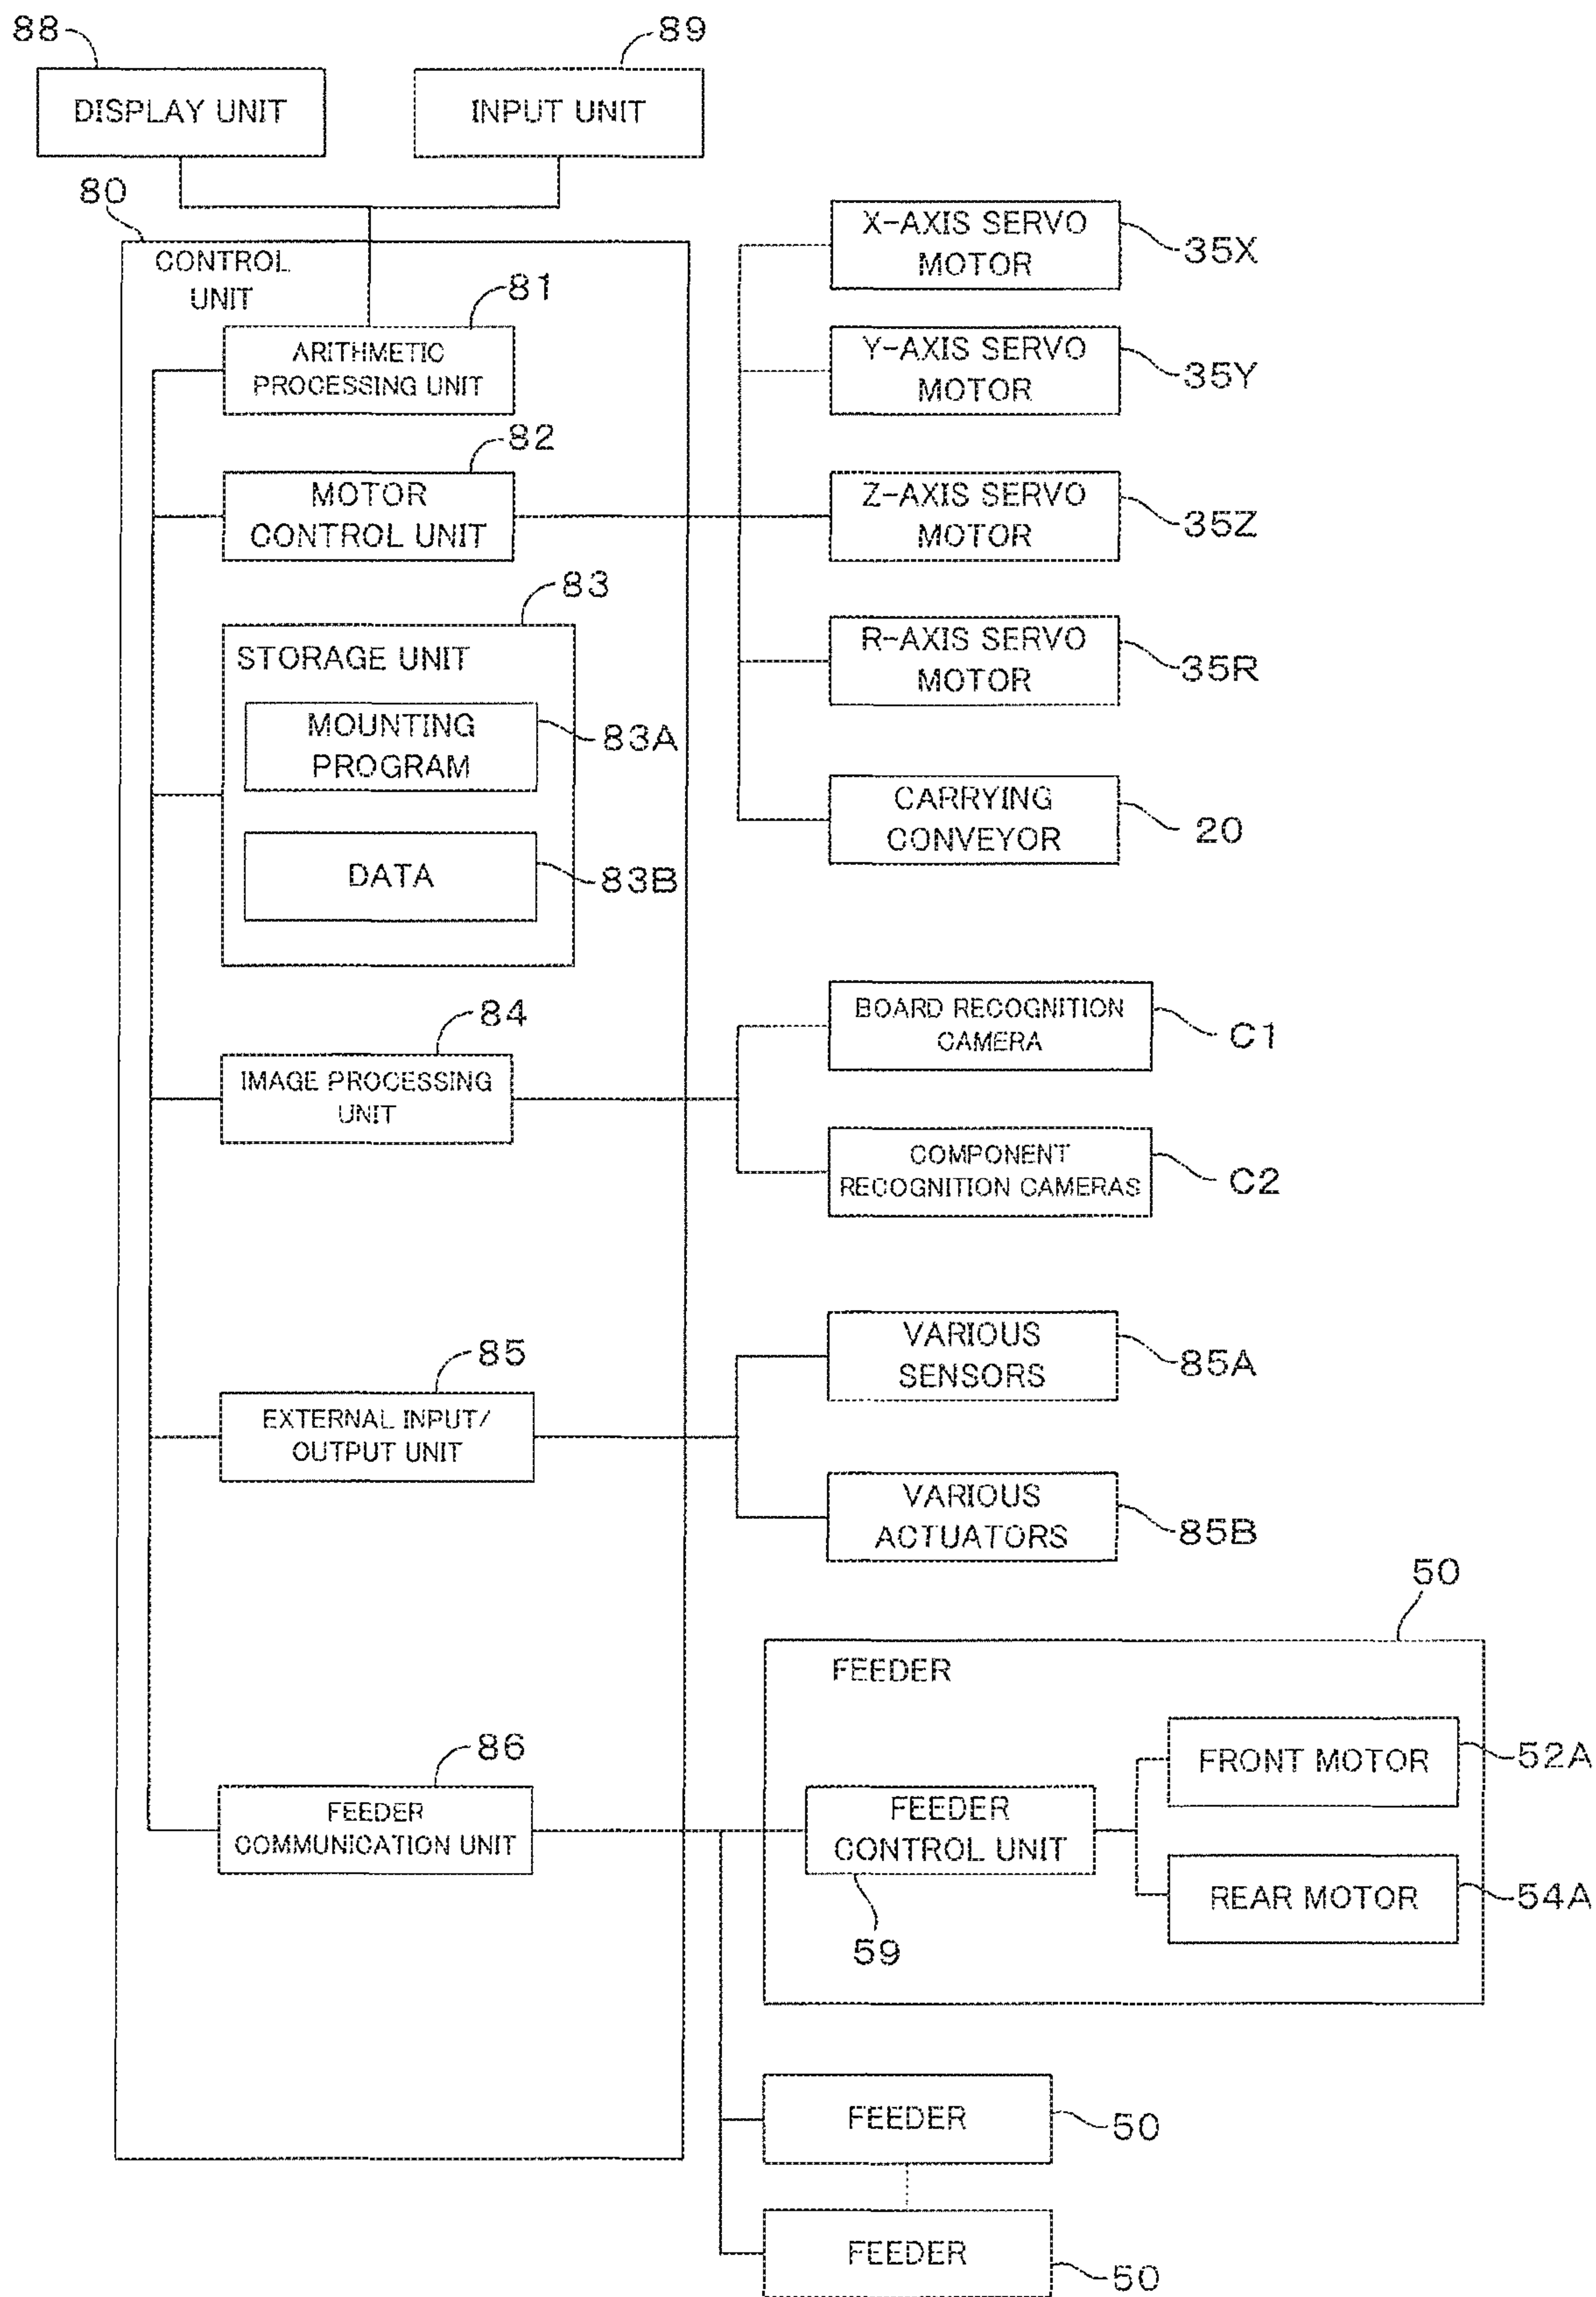 88
89
DISPLAY UNIT
INPUT UNIT
80
CONTROL
UNIT
81
ARITHMETIC
PROCESSING UNIT
82
MOTOR
CONTROL UNIT
83
STORAGE UNIT
MOUNTING
PROGRAM
83A
DATA
83B
84
IMAGE PROCESSING
UNIT
85
EXTERNAL INPUT/
OUTPUT UNIT
86
FEEDER
COMMUNICATION UNIT
X-AXIS SERVO
MOTOR
35X
Y-AXIS SERVO
MOTOR
35Y
Z-AXIS SERVO
MOTOR
35Z
R-AXIS SERVO
MOTOR
35R
CARRYING
CONVEYOR
20
BOARD RECOGNITION
CAMERA
C1
COMPONENT
RECOGNITION CAMERAS
C2
VARIOUS
SENSORS
85A
VARIOUS
ACTUATORS
85B
50
FEEDER
FRONT MOTOR
52A
FEEDER
CONTROL UNIT
59
REAR MOTOR
54A
FEEDER
50
FEEDER
50